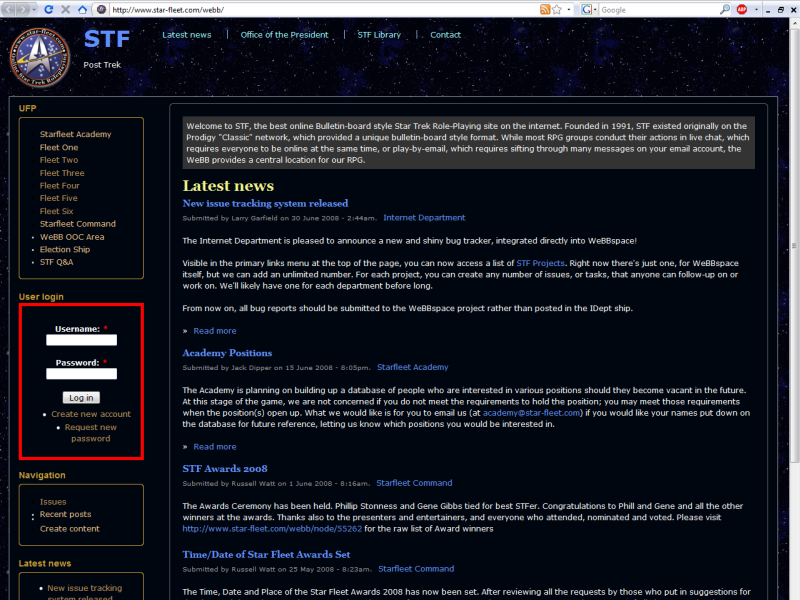 http://www.star-fleet.com/webb/
Google
ABP
www.star-fleet.com
Star Trek Roleplaying
STF
Post Trek
Latest news | Office of the President | STF Library | Contact
UFP
Starfleet Academy
Fleet One
Fleet Two
Fleet Three
Fleet Four
Fleet Five
Fleet Six
Starfleet Command
WeBB OOC Area
Election Ship
STF Q&A
User login
Username: *
Password: *
Log in
Create new account
Request new
password
Navigation
Issues
Recent posts
Create content
Latest news
New issue tracking
system released
Welcome to STF, the best online Bulletin-board style Star Trek Role-Playing site on the internet. Founded in 1991, STF existed originally on the
Prodigy "Classic" network, which provided a unique bulletin-board style format. While most RPG groups conduct their actions in live chat, which
requires everyone to be online at the same time, or play-by-email, which requires sifting through many messages on your email account, the
WeBB provides a central location for our RPG.
Latest news
New issue tracking system released
Submitted by Larry Garfield on 30 June 2008 - 2:44am. Internet Department
The Internet Department is pleased to announce a new and shiny bug tracker, integrated directly into WeBBspace!
Visible in the primary links menu at the top of the page, you can now access a list of STF Projects. Right now there's just one, for WeBBspace
itself, but we can add an unlimited number. For each project, you can create any number of issues, or tasks, that anyone can follow-up on or
work on. We'll likely have one for each department before long.
From now on, all bug reports should be submitted to the WeBBspace project rather than posted in the IDept ship.
» Read more
Academy Positions
Submitted by Jack Dipper on 15 June 2008 - 8:05pm. Starfleet Academy
The Academy is planning on building up a database of people who are interested in various positions should they become vacant in the future.
At this stage of the game, we are not concerned if you do not meet the requirements to hold the position; you may meet those requirements
when the position(s) open up. What we would like is for you to email us (at academy@star-fleet.com) if you would like your names put down on
the database for future reference, letting us know which positions you would be interested in.
» Read more
STF Awards 2008
Submitted by Russell Watt on 1 June 2008 - 8:16am. Starfleet Command
The Awards Ceremony has been held. Phillip Stonness and Gene Gibbs tied for best STFer. Congratulations to Phill and Gene and all the other
winners at the awards. Thanks also to the presenters and entertainers, and everyone who attended, nominated and voted. Please visit
http://www.star-fleet.com/webb/node/55262 for the raw list of Award winners
Time/Date of Star Fleet Awards Set
Submitted by Russell Watt on 25 May 2008 - 8:23am. Starfleet Command
The Time, Date and Place of the Star Fleet Awards 2008 has now been set. After reviewing all the requests by those who put in suggestions for